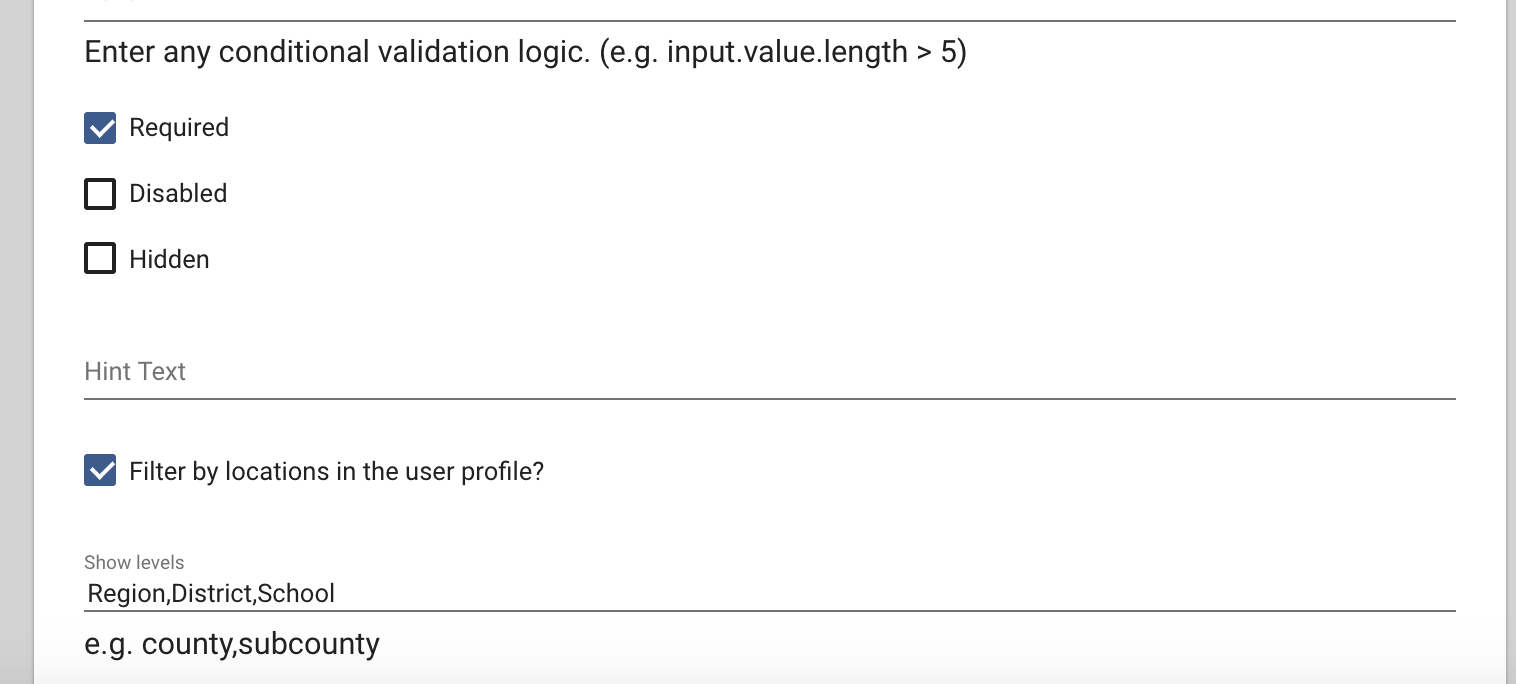 Enter any conditional validation logic. (e.g. input.value.length > 5)
Required
Disabled
Hidden
Hint Text
Filter by locations in the user profile?
Show levels
Region,District,School
e.g. county,subcounty